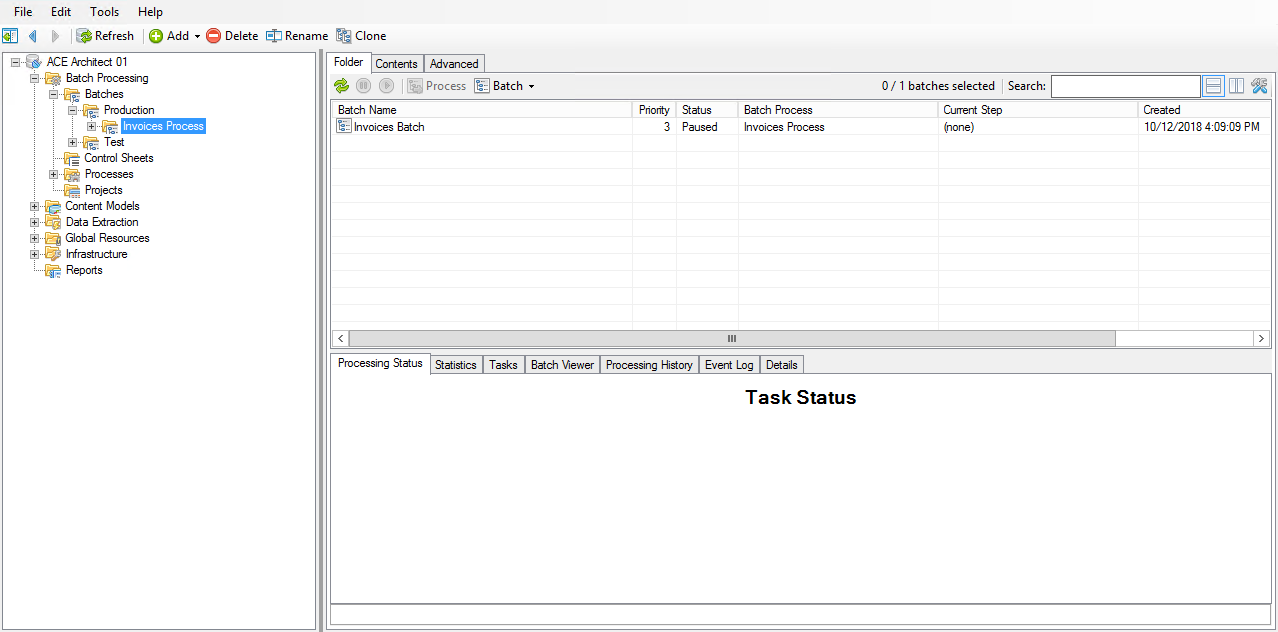 File Edit Tools Help
Refresh Add Delete Rename Clone
ACE Architect 01
Batch Processing
Batches
Production
Invoices Process
Test
Control Sheets
Processes
Projects
Content Models
Data Extraction
Global Resources
Infrastructure
Reports
Folder Contents Advanced
Process Batch 0 / 1 batches selected Search:
Batch Name Priority Status Batch Process Current Step Created
Invoices Batch 3 Paused Invoices Process (none) 10/12/2018 4:09:09 PM
Processing Status Statistics Tasks Batch Viewer Processing History Event Log Details
Task Status